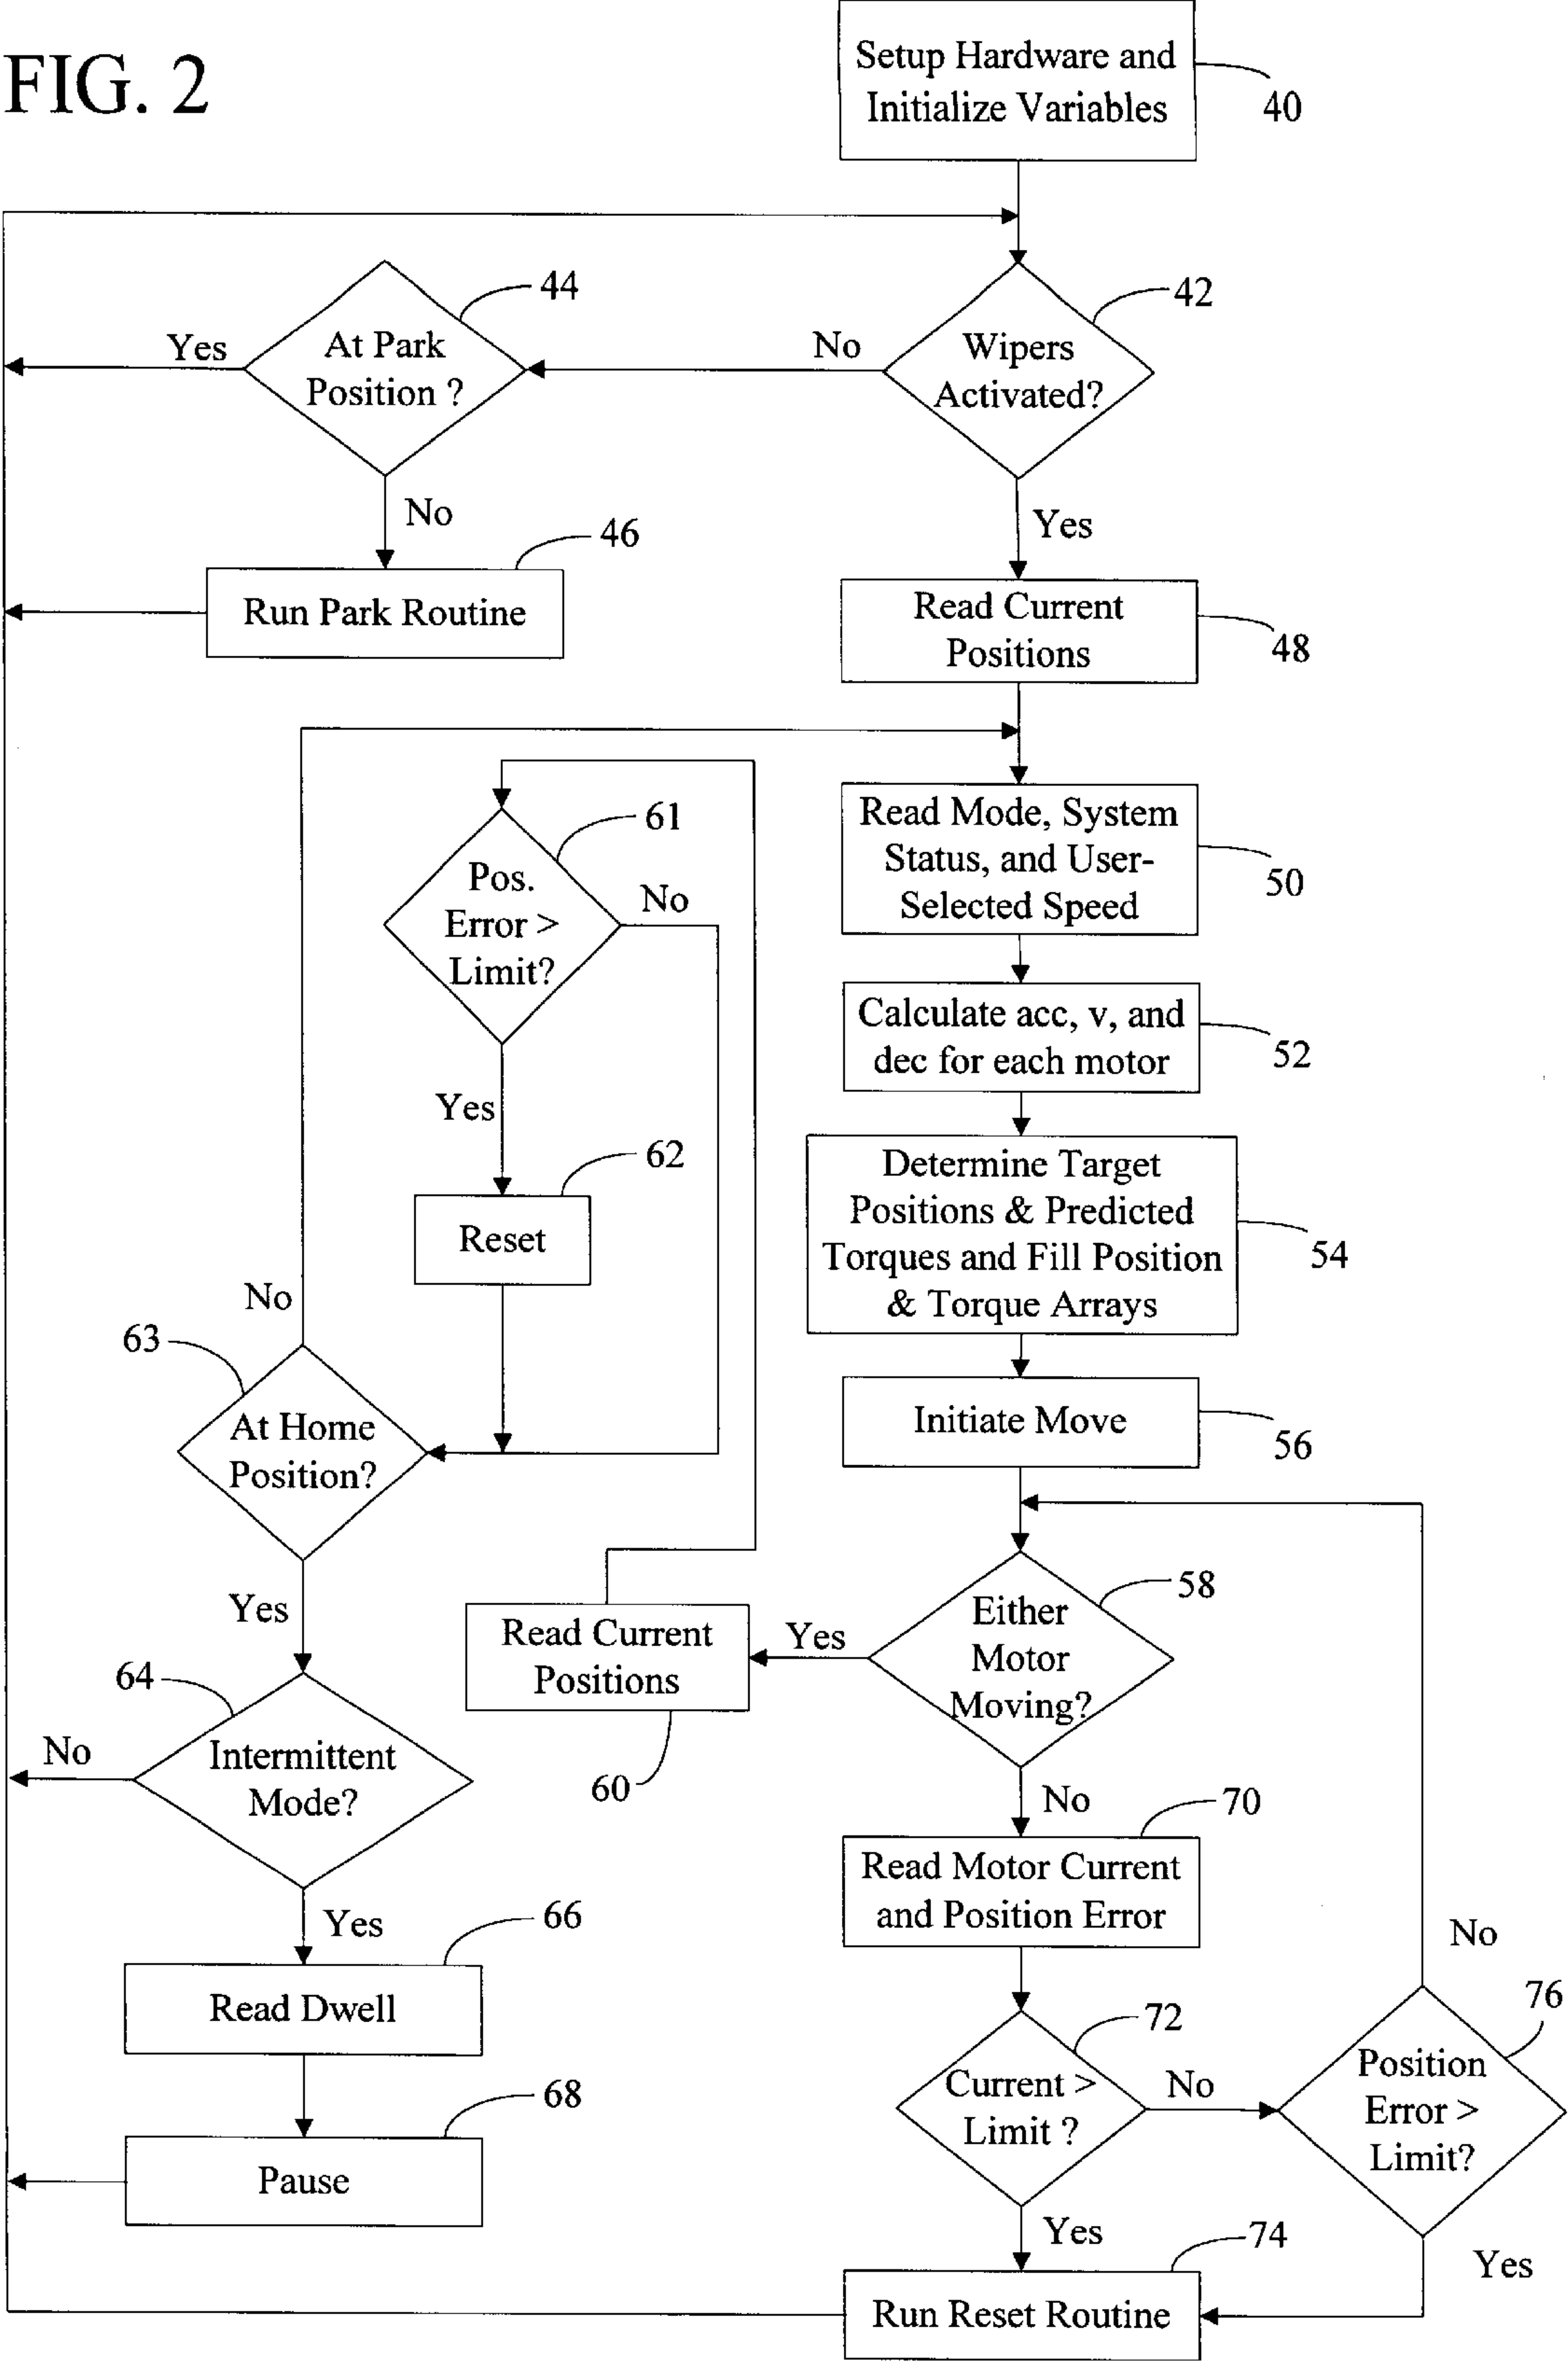 FIG. 2
Setup Hardware and
Initialize Variables
40
44
At Park
Position ?
Yes
No
42
Wipers
Activated?
No
Yes
46
Run Park Routine
Read Current
Positions
48
61
Pos.
Error >
Limit?
No
Yes
Read Mode, System
Status, and User-
Selected Speed
50
Calculate acc, v, and
dec for each motor
52
62
Reset
Determine Target
Positions & Predicted
Torques and Fill Position
& Torque Arrays
54
No
63
At Home
Position?
Yes
Initiate Move
56
58
Either
Motor
Moving?
Yes
No
Read Current
Positions
60
64
Intermittent
Mode?
No
Yes
70
Read Motor Current
and Position Error
66
Read Dwell
No
76
Position
Error >
Limit?
Yes
72
Current >
Limit ?
No
Yes
68
Pause
74
Run Reset Routine